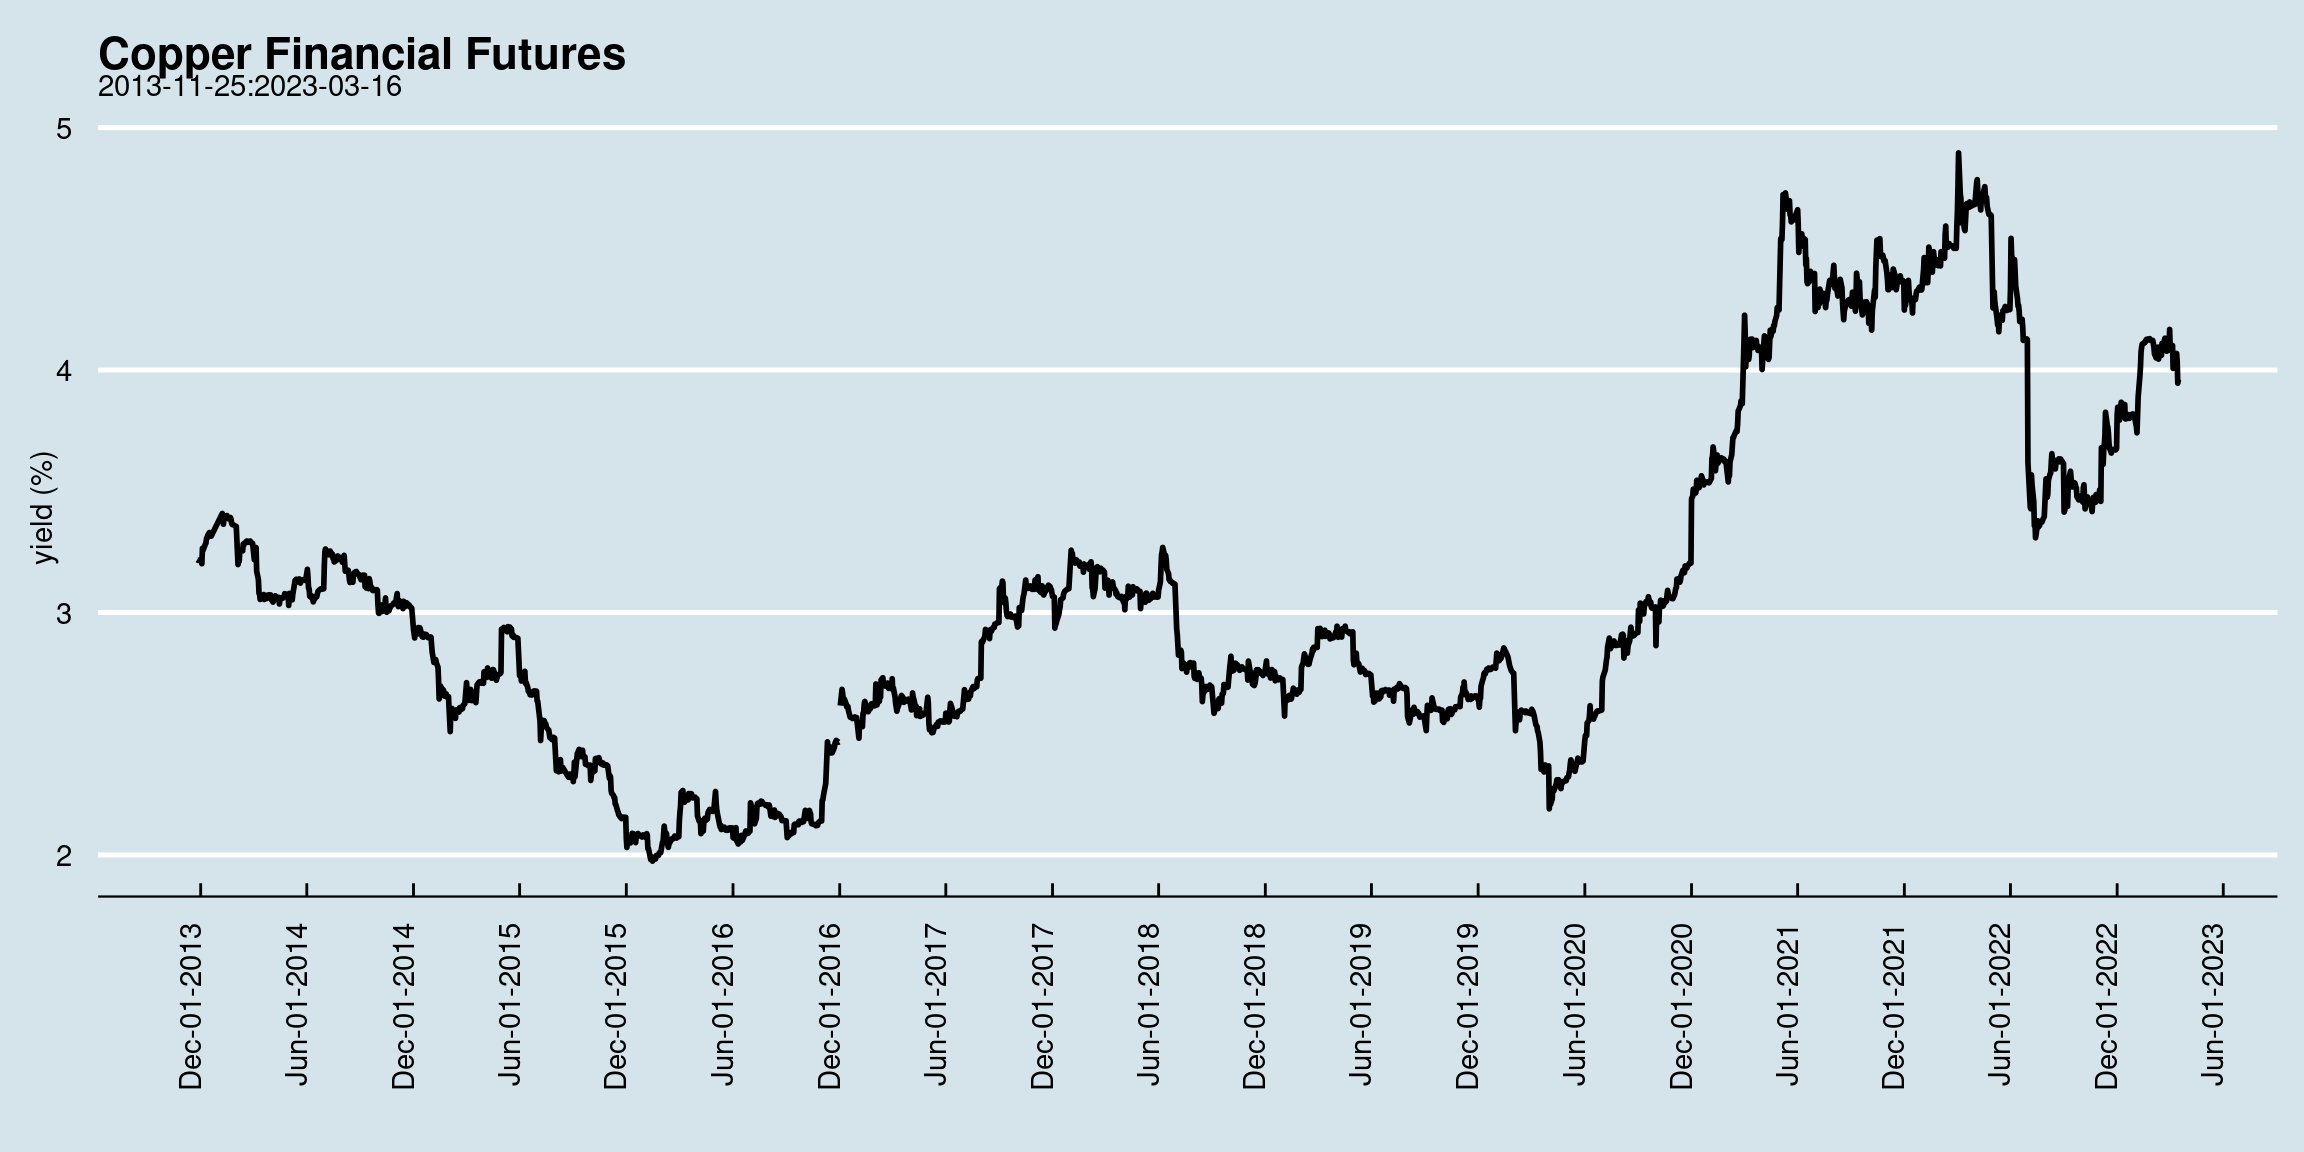 Copper Financial Futures
2013-11-25:2023-03-16
yield (%)
5
4
3
2
Dec-01-2013
Jun-01-2014
Dec-01-2014
Jun-01-2015
Dec-01-2015
Jun-01-2016
Dec-01-2016
Jun-01-2017
Dec-01-2017
Jun-01-2018
Dec-01-2018
Jun-01-2019
Dec-01-2019
Jun-01-2020
Dec-01-2020
Jun-01-2021
Dec-01-2021
Jun-01-2022
Dec-01-2022
Jun-01-2023